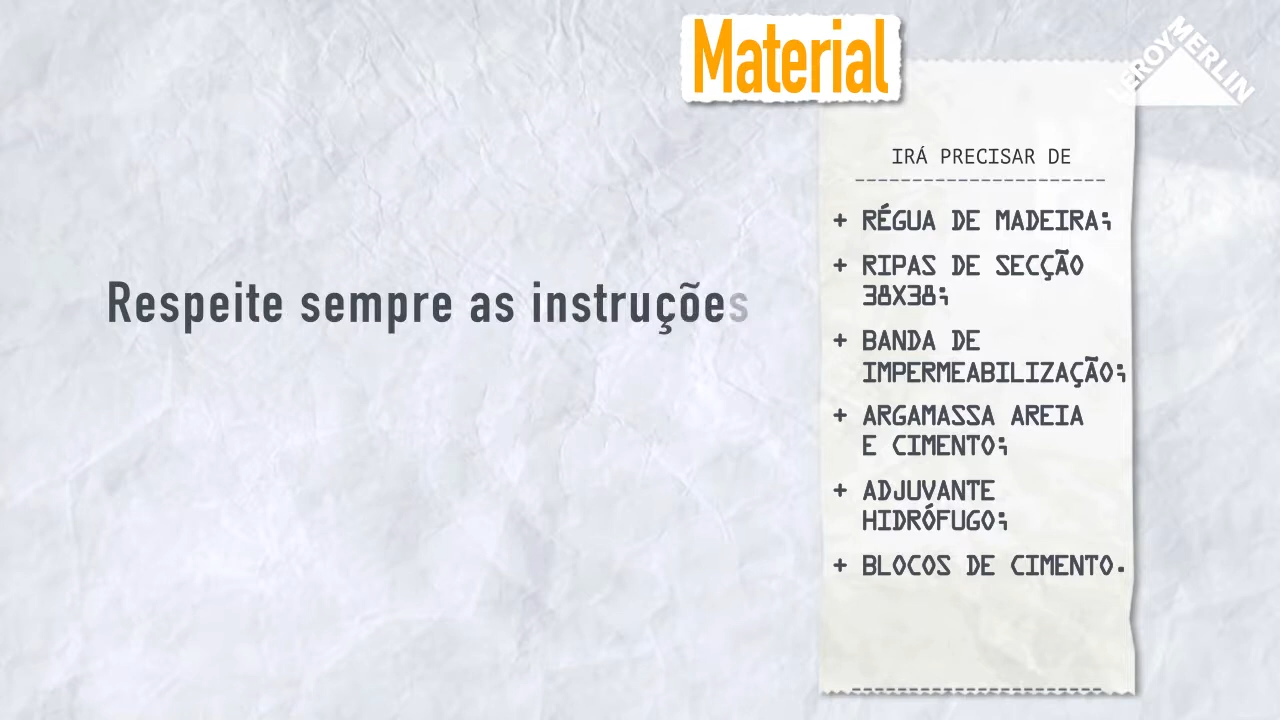 Material
LEROY MERLIN
IRÁ PRECISAR DE
+ RÉGUA DE MADEIRA;
+ RIPAS DE SECÇÃO
38X38;
+ BANDA DE
IMPERMEABILIZAÇÃO;
+ ARGAMASSA AREIA
E CIMENTO;
+ ADJUVANTE
HIDRÓFUGO;
+ BLOCOS DE CIMENTO.
Respeite sempre as instruções